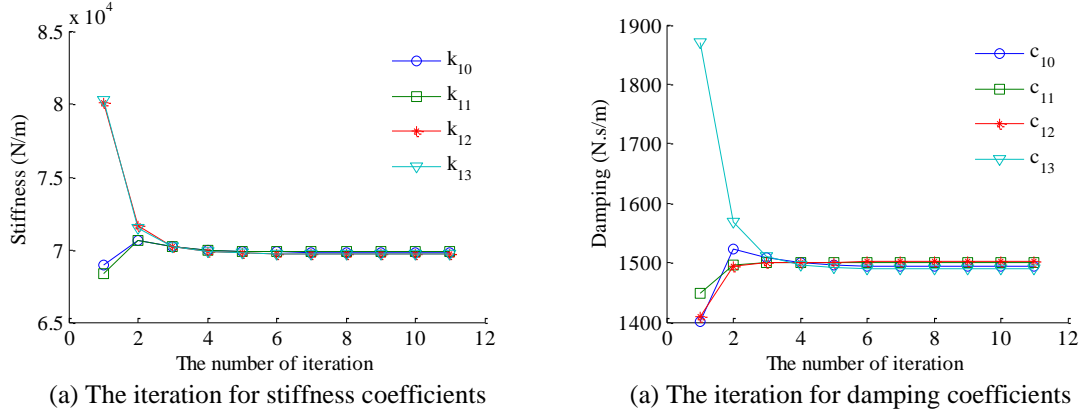 x 10⁴
8.5
8
7.5
7
6.5
Stiffness (N/m)
k₁₀
k₁₁
k₁₂
k₁₃
0 2 4 6 8 10 12
The number of iteration
(a) The iteration for stiffness coefficients
1900
1800
1700
1600
1500
1400
Damping (N.s/m)
c₁₀
c₁₁
c₁₂
c₁₃
0 2 4 6 8 10 12
The number of iteration
(a) The iteration for damping coefficients